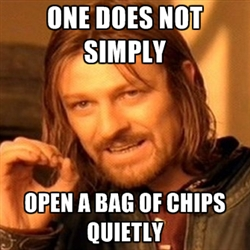 ONE DOES NOT
SIMPLY
OPEN A BAG OF CHIPS
QUIETLY